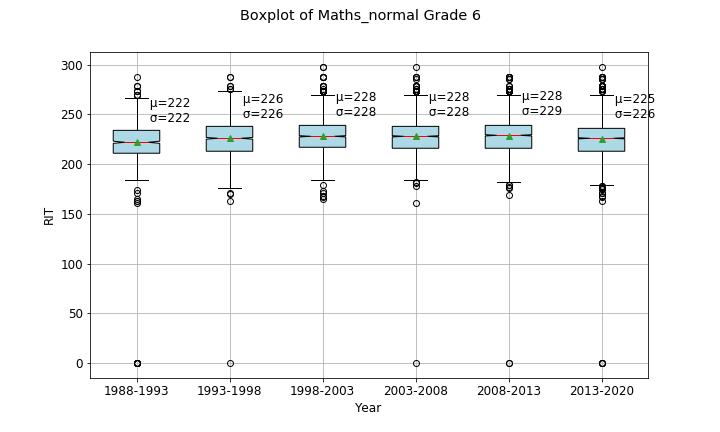 Boxplot of Maths_normal Grade 6
300
250
200
150
100
50
0
RIT
μ=222
σ=222
μ=226
σ=226
μ=228
σ=228
μ=228
σ=228
μ=228
σ=229
μ=225
σ=226
1988-1993
1993-1998
1998-2003
2003-2008
2008-2013
2013-2020
Year